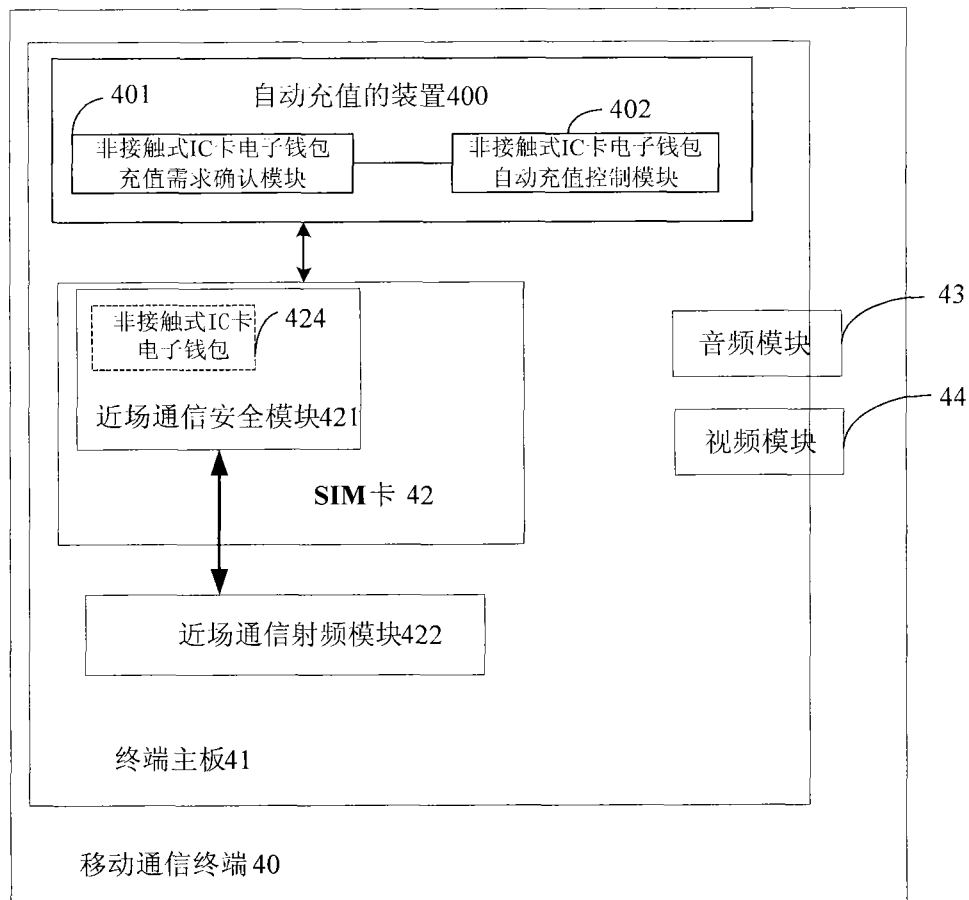 自动充值的装置400
401
402
非接触式IC卡电子钱包
充值需求确认模块
非接触式IC卡电子钱包
自动充值控制模块
非接触式IC卡
电子钱包
424
近场通信安全模块421
SIM卡 42
43
音频模块
44
视频模块
近场通信射频模块422
终端主板41
移动通信终端40